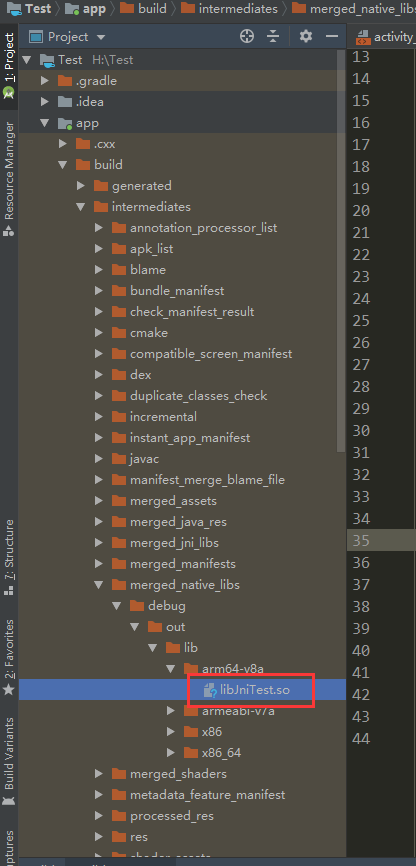 Test app build intermediates merged_native_libs
Project
activity_
Test H:\Test
.gradle
.idea
app
.cxx
build
generated
intermediates
annotation_processor_list
apk_list
blame
bundle_manifest
check_manifest_result
cmake
compatible_screen_manifest
dex
duplicate_classes_check
incremental
instant_app_manifest
javac
manifest_merge_blame_file
merged_assets
merged_java_res
merged_jni_libs
merged_manifests
merged_native_libs
debug
out
lib
arm64-v8a
libJniTest.so
armeabi-v7a
x86
x86_64
merged_shaders
metadata_feature_manifest
processed_res
res
shader_assets
1: Project
Resource Manager
7: Structure
2: Favorites
Build Variants
ptures
13
14
15
16
17
18
19
20
21
22
23
24
25
26
27
28
29
30
31
32
33
34
35
36
37
38
39
40
41
42
43
44